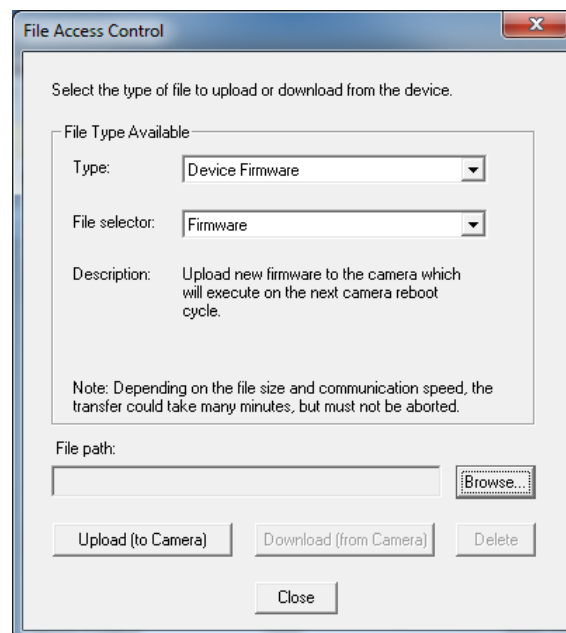 File Access Control
Select the type of file to upload or download from the device.
File Type Available
Type: Device Firmware
File selector: Firmware
Description: Upload new firmware to the camera which
will execute on the next camera reboot
cycle.
Note: Depending on the file size and communication speed, the
transfer could take many minutes, but must not be aborted.
File path:
Browse...
Upload (to Camera) Download (from Camera) Delete
Close